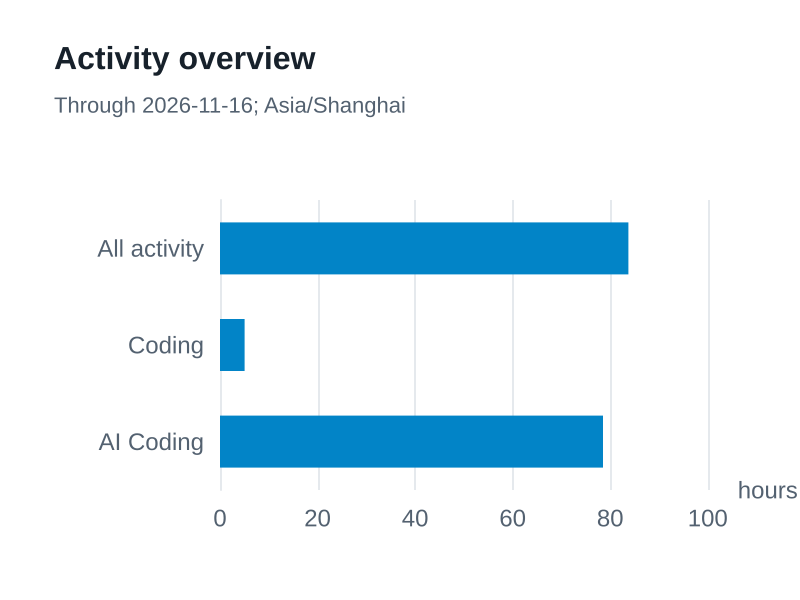 Activity overview
Through 2026-11-16; Asia/Shanghai
All activity
Coding
AI Coding
hours
0 20 40 60 80 100